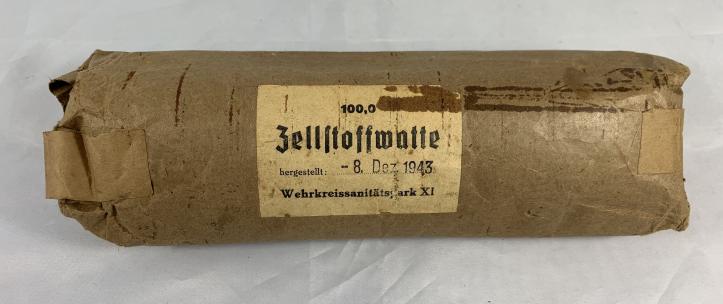 100,0
Zellstoffwatte
hergestellt: - 8. Dez. 1943
Wehrkreissanitätspark XI